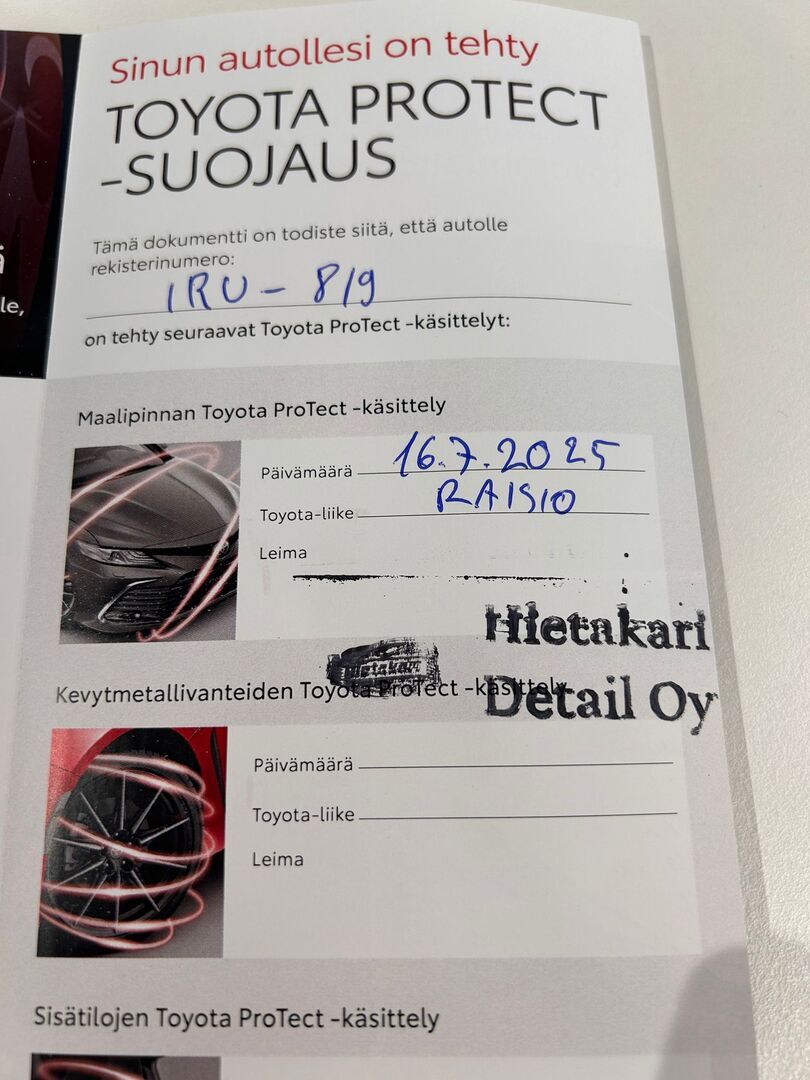 Sinun autollesi on tehty
TOYOTA PROTECT
-SUOJAUS
Tämä dokumentti on todiste siitä, että autolle
rekisterinumero:
IRU - 819
on tehty seuraavat Toyota ProTect -käsittelyt:
le,
Maalipinnan Toyota ProTect -käsittely
Päivämäärä 16.7.2025
Toyota-liike RAISIO
Leima
Hietakari
Detail Oy
Hietakari
Kevytmetallivanteiden Toyota ProTect -käsittely
Päivämäärä
Toyota-liike
Leima
Sisätilojen Toyota ProTect -käsittely